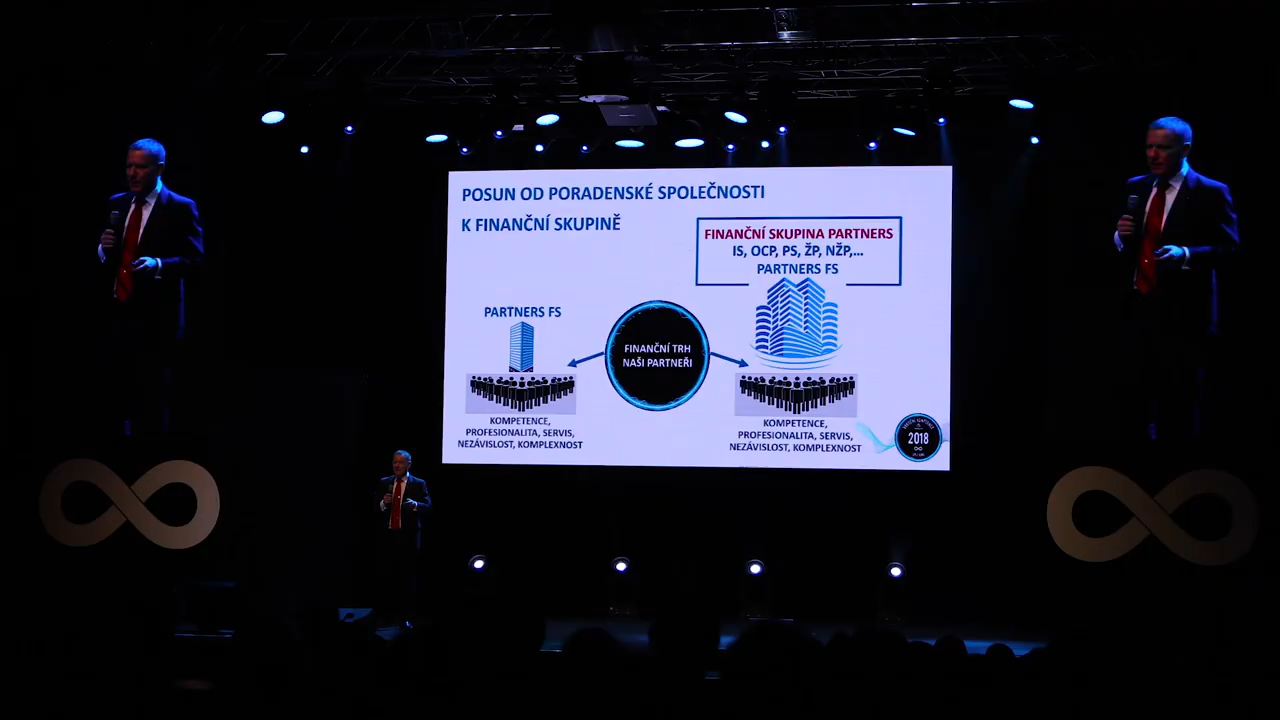 POSUN OD PORADENSKÉ SPOLEČNOSTI
K FINANČNÍ SKUPINĚ
FINANČNÍ SKUPINA PARTNERS
IS, OCP, PS, ŽP, NŽP,...
PARTNERS FS
PARTNERS FS
FINANČNÍ TRH
NAŠI PARTNEŘI
KOMPETENCE,
PROFESIONALITA, SERVIS,
NEZÁVISLOST, KOMPLEXNOST
KOMPETENCE,
PROFESIONALITA, SERVIS,
NEZÁVISLOST, KOMPLEXNOST
2018